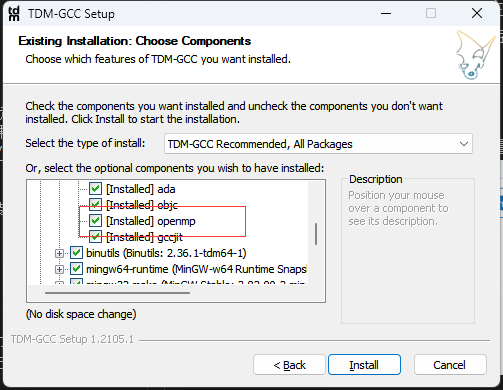 tdm
TDM-GCC Setup
Existing Installation: Choose Components
Choose which features of TDM-GCC you want installed.
Check the components you want installed and uncheck the components you don't want
installed. Click Install to start the installation.
Select the type of install:
TDM-GCC Recommended, All Packages
Or, select the optional components you wish to have installed:
Description
Position your mouse
over a component to
see its description.
[Installed] ada
[Installed] objc
[Installed] openmp
[Installed] gccjit
binutils (Binutils: 2.36.1-tdm64-1)
mingw64-runtime (MinGW-w64 Runtime Snaps
(No disk space change)
TDM-GCC Setup 1.2105.1
< Back
Install
Cancel